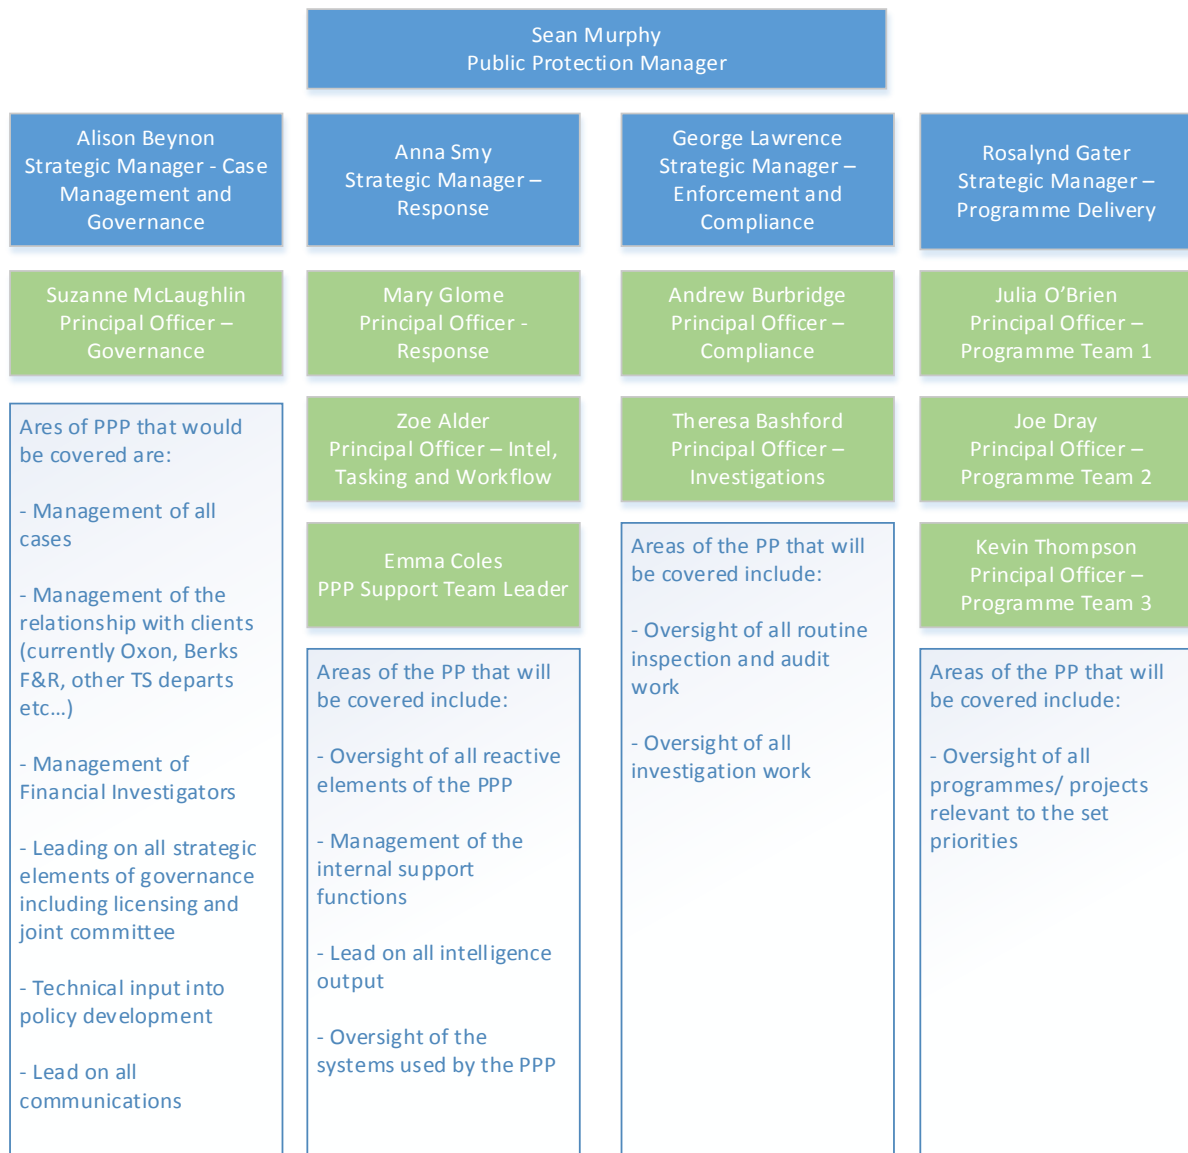 Sean Murphy
Public Protection Manager
Alison Beynon
Strategic Manager - Case
Management and
Governance
Anna Smy
Strategic Manager –
Response
George Lawrence
Strategic Manager –
Enforcement and
Compliance
Rosalynd Gater
Strategic Manager –
Programme Delivery
Suzanne McLaughlin
Principal Officer –
Governance
Mary Glome
Principal Officer -
Response
Andrew Burbridge
Principal Officer –
Compliance
Julia O’Brien
Principal Officer –
Programme Team 1
Ares of PPP that would
be covered are:
- Management of all
cases
- Management of the
relationship with clients
(currently Oxon, Berks
F&R, other TS departs
etc…)
- Management of
Financial Investigators
- Leading on all strategic
elements of governance
including licensing and
joint committee
- Technical input into
policy development
- Lead on all
communications
Zoe Alder
Principal Officer – Intel,
Tasking and Workflow
Emma Coles
PPP Support Team Leader
Areas of the PP that will
be covered include:
- Oversight of all reactive
elements of the PPP
- Management of the
internal support
functions
- Lead on all intelligence
output
- Oversight of the
systems used by the PPP
Theresa Bashford
Principal Officer –
Investigations
Areas of the PP that will
be covered include:
- Oversight of all routine
inspection and audit
work
- Oversight of all
investigation work
Joe Dray
Principal Officer –
Programme Team 2
Kevin Thompson
Principal Officer –
Programme Team 3
Areas of the PP that will
be covered include:
- Oversight of all
programmes/ projects
relevant to the set
priorities